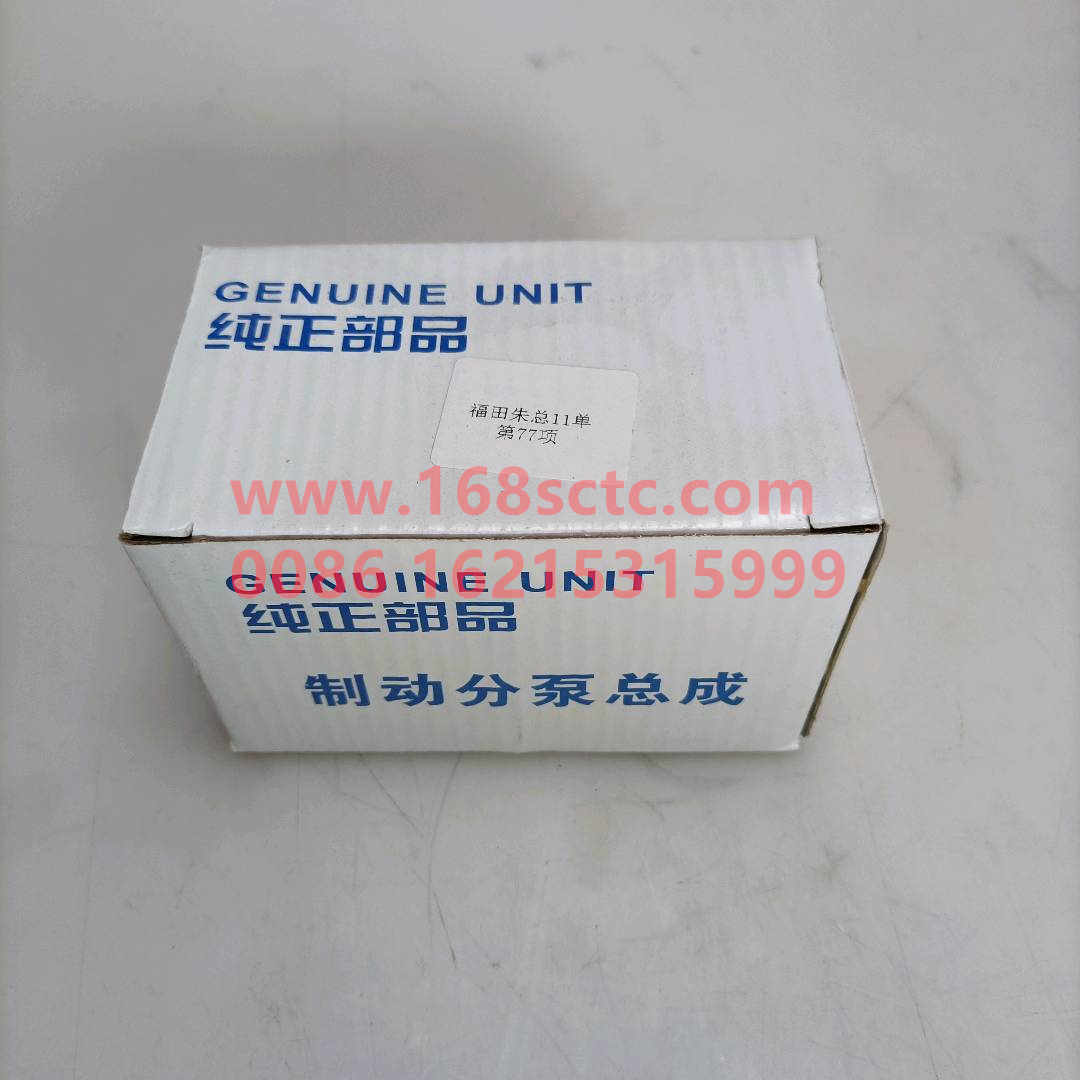 GENUINE UNIT
纯正部品
福田朱总11单
第77项
www.168sctc.com
0086 16215315999
GENUINE UNIT
纯正部品
制动分泵总成